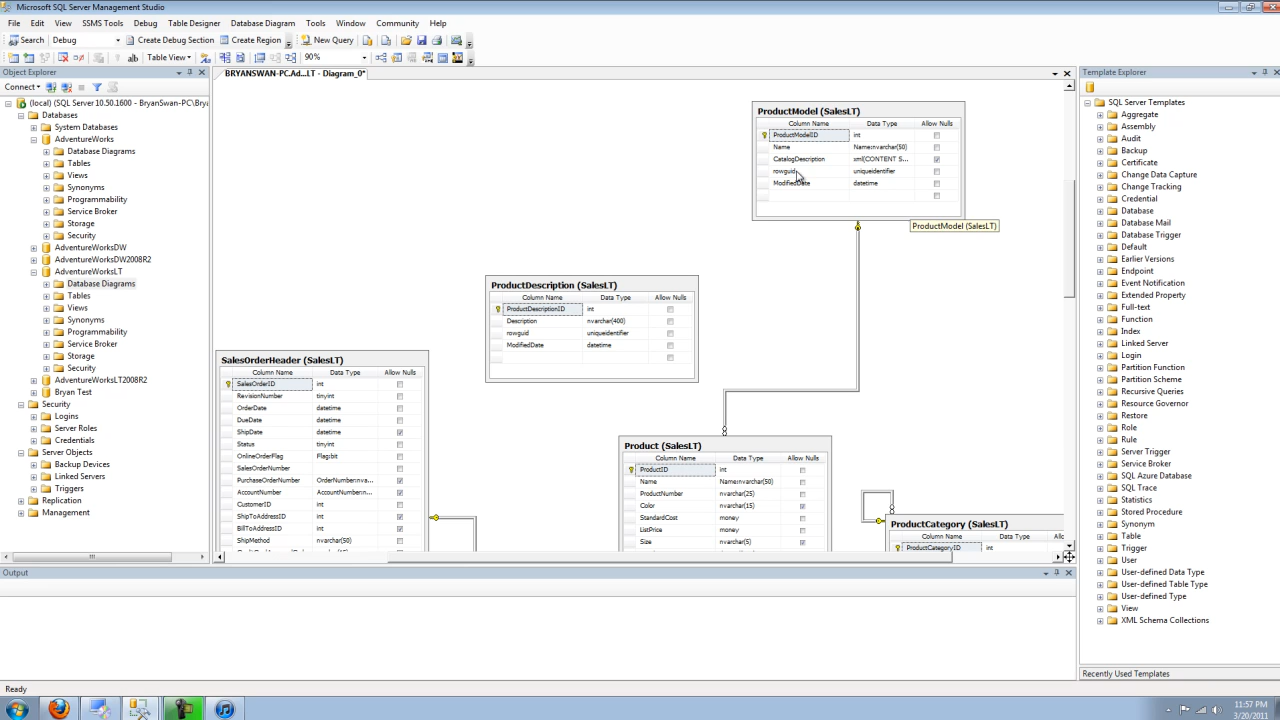 Microsoft SQL Server Management Studio
File Edit View SSMS Tools Debug Table Designer Database Diagram Tools Window Community Help
Search Debug Create Debug Section Create Region New Query
ab Table View 90%
Object Explorer
Connect
(local) (SQL Server 10.50.1600 - BryanSwan-PC\Brya
Databases
System Databases
AdventureWorks
Database Diagrams
Tables
Views
Synonyms
Programmability
Service Broker
Storage
Security
AdventureWorksDW
AdventureWorksDW2008R2
AdventureWorksLT
Database Diagrams
Tables
Views
Synonyms
Programmability
Service Broker
Storage
Security
AdventureWorksLT2008R2
Bryan Test
Security
Logins
Server Roles
Credentials
Server Objects
Backup Devices
Linked Servers
Triggers
Replication
Management
BRYANSWAN-PC.Ad...LT - Diagram_0*
ProductModel (SalesLT)
Column Name Data Type Allow Nulls
ProductModelID int
Name Name:nvarchar(50)
CatalogDescription xml(CONTENT S...
rowguid uniqueidentifier
ModifiedDate datetime
ProductModel (SalesLT)
ProductDescription (SalesLT)
Column Name Data Type Allow Nulls
ProductDescriptionID int
Description nvarchar(400)
rowguid uniqueidentifier
ModifiedDate datetime
SalesOrderHeader (SalesLT)
Column Name Data Type Allow Nulls
SalesOrderID int
RevisionNumber tinyint
OrderDate datetime
DueDate datetime
ShipDate datetime
Status tinyint
OnlineOrderFlag Flag:bit
SalesOrderNumber
PurchaseOrderNumber OrderNumber:nva...
AccountNumber AccountNumber:n...
CustomerID int
ShipToAddressID int
BillToAddressID int
ShipMethod nvarchar(50)
Product (SalesLT)
Column Name Data Type Allow Nulls
ProductID int
Name Name:nvarchar(50)
ProductNumber nvarchar(25)
Color nvarchar(15)
StandardCost money
ListPrice money
Size nvarchar(5)
ProductCategory (SalesLT)
Column Name Data Type Allo
ProductCategoryID int
Template Explorer
SQL Server Templates
Aggregate
Assembly
Audit
Backup
Certificate
Change Data Capture
Change Tracking
Credential
Database
Database Mail
Database Trigger
Default
Earlier Versions
Endpoint
Event Notification
Extended Property
Full-text
Function
Index
Linked Server
Login
Partition Function
Partition Scheme
Recursive Queries
Resource Governor
Restore
Role
Rule
Server Trigger
Service Broker
SQL Azure Database
SQL Trace
Statistics
Stored Procedure
Synonym
Table
Trigger
User
User-defined Data Type
User-defined Table Type
User-defined Type
View
XML Schema Collections
Recently Used Templates
Output
Ready
11:57 PM
3/20/2011